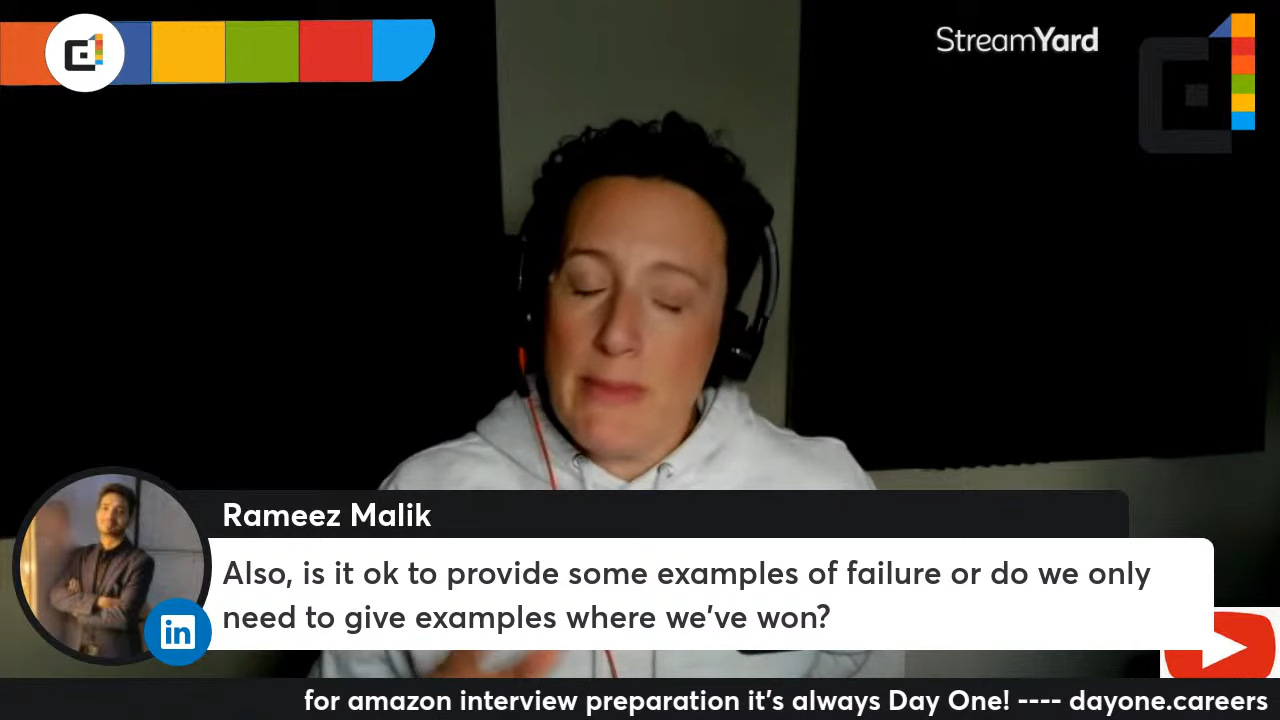 StreamYard
Rameez Malik
Also, is it ok to provide some examples of failure or do we only
need to give examples where we've won?
in
for amazon interview preparation it's always Day One! ---- dayone.careers